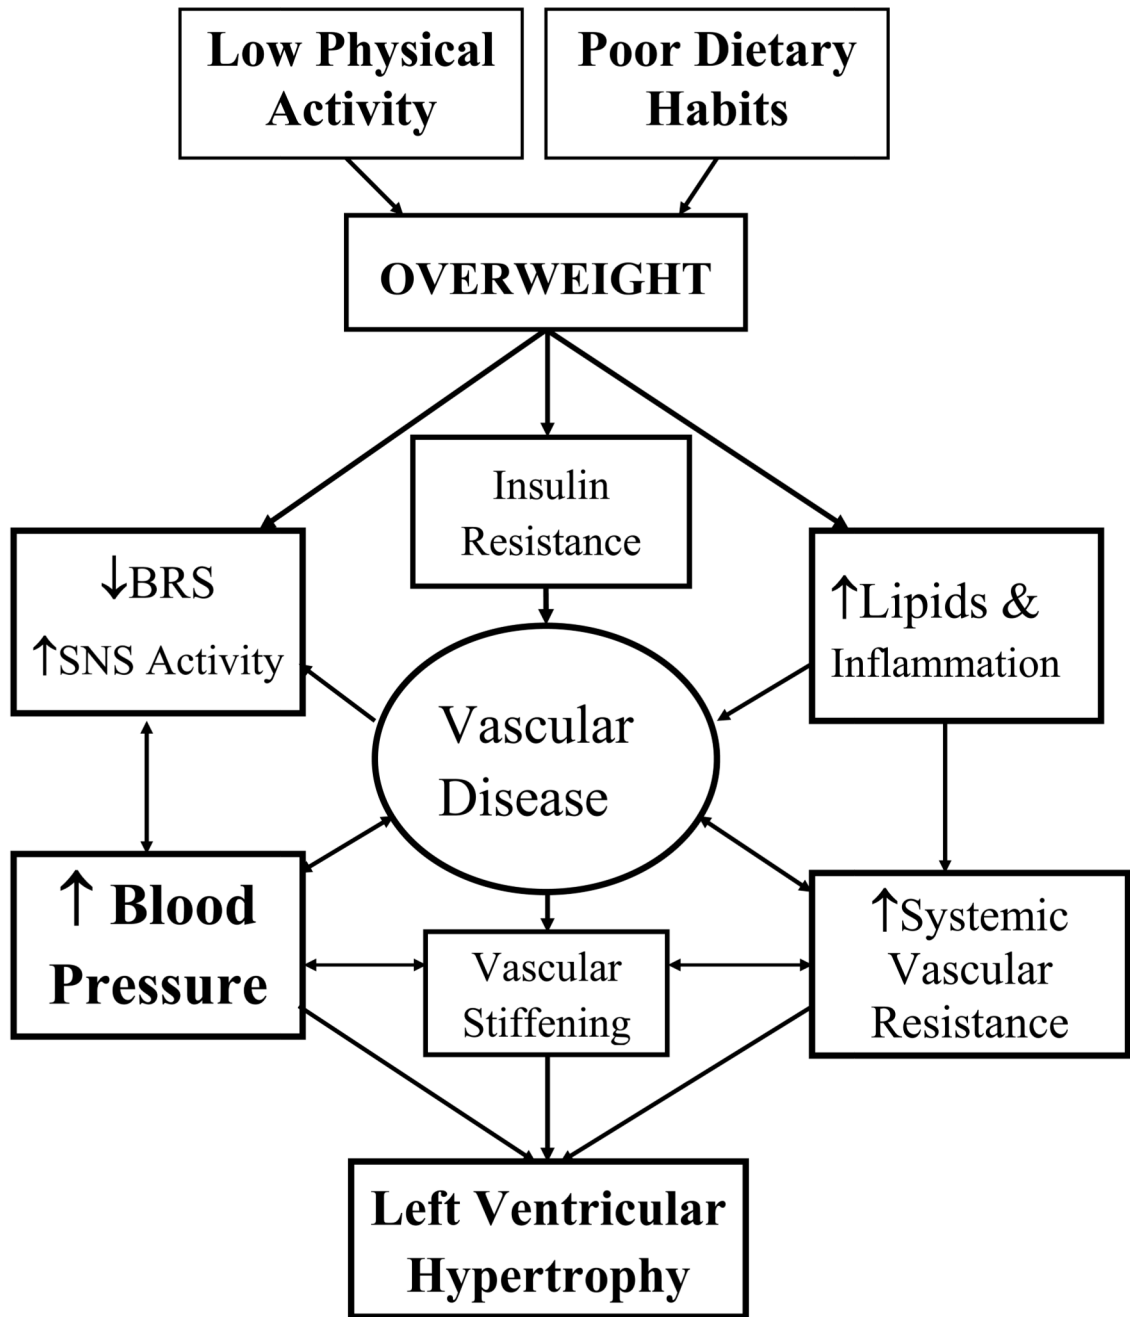 Low Physical
Activity
Poor Dietary
Habits
OVERWEIGHT
Insulin
Resistance
↓BRS
↑SNS Activity
↑Lipids &
Inflammation
Vascular
Disease
↑ Blood
Pressure
Vascular
Stiffening
↑Systemic
Vascular
Resistance
Left Ventricular
Hypertrophy